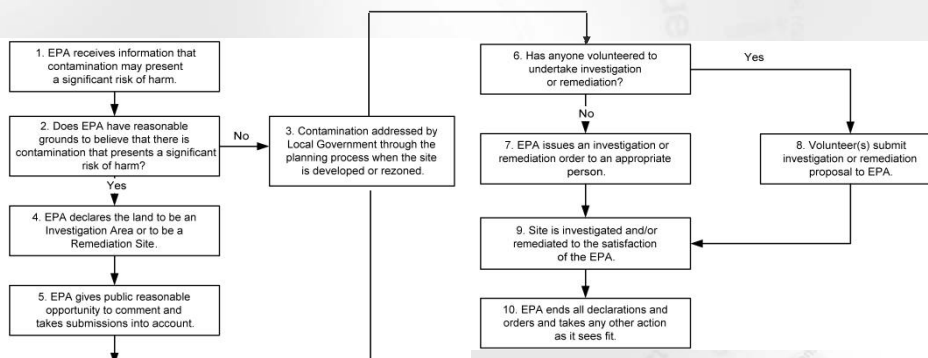 1. EPA receives information that
contamination may present
a significant risk of harm.
2. Does EPA have reasonable
grounds to believe that there is
contamination that presents a significant
risk of harm?
No
Yes
3. Contamination addressed by
Local Government through the
planning process when the site
is developed or rezoned.
4. EPA declares the land to be an
Investigation Area or to be a
Remediation Site.
5. EPA gives public reasonable
opportunity to comment and
takes submissions into account.
6. Has anyone volunteered to
undertake investigation
or remediation?
Yes
No
7. EPA issues an investigation or
remediation order to an appropriate
person.
8. Volunteer(s) submit
investigation or remediation
proposal to EPA.
9. Site is investigated and/or
remediated to the satisfaction
of the EPA.
10. EPA ends all declarations and
orders and takes any other action
as it sees fit.